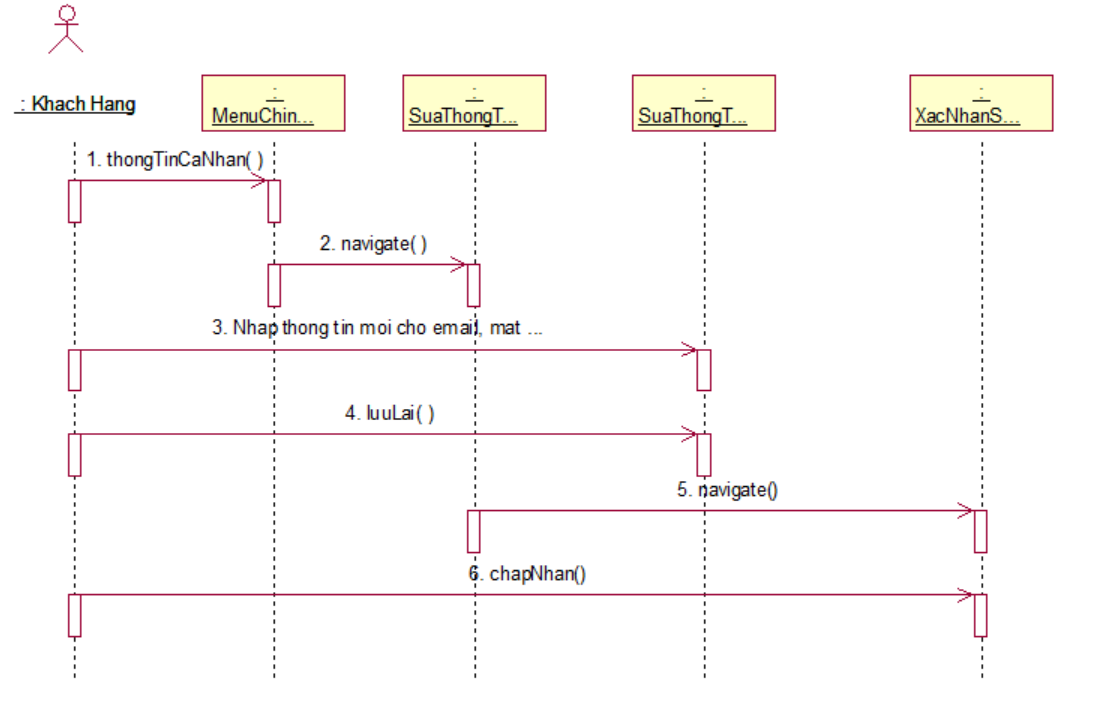 : Khach Hang
:
MenuChin...
:
SuaThongT...
:
SuaThongT...
:
XacNhanS...
1. thongTinCaNhan( )
2. navigate( )
3. Nhap thong tin moi cho email, mat ...
4. luuLai( )
5. navigate()
6. chapNhan()